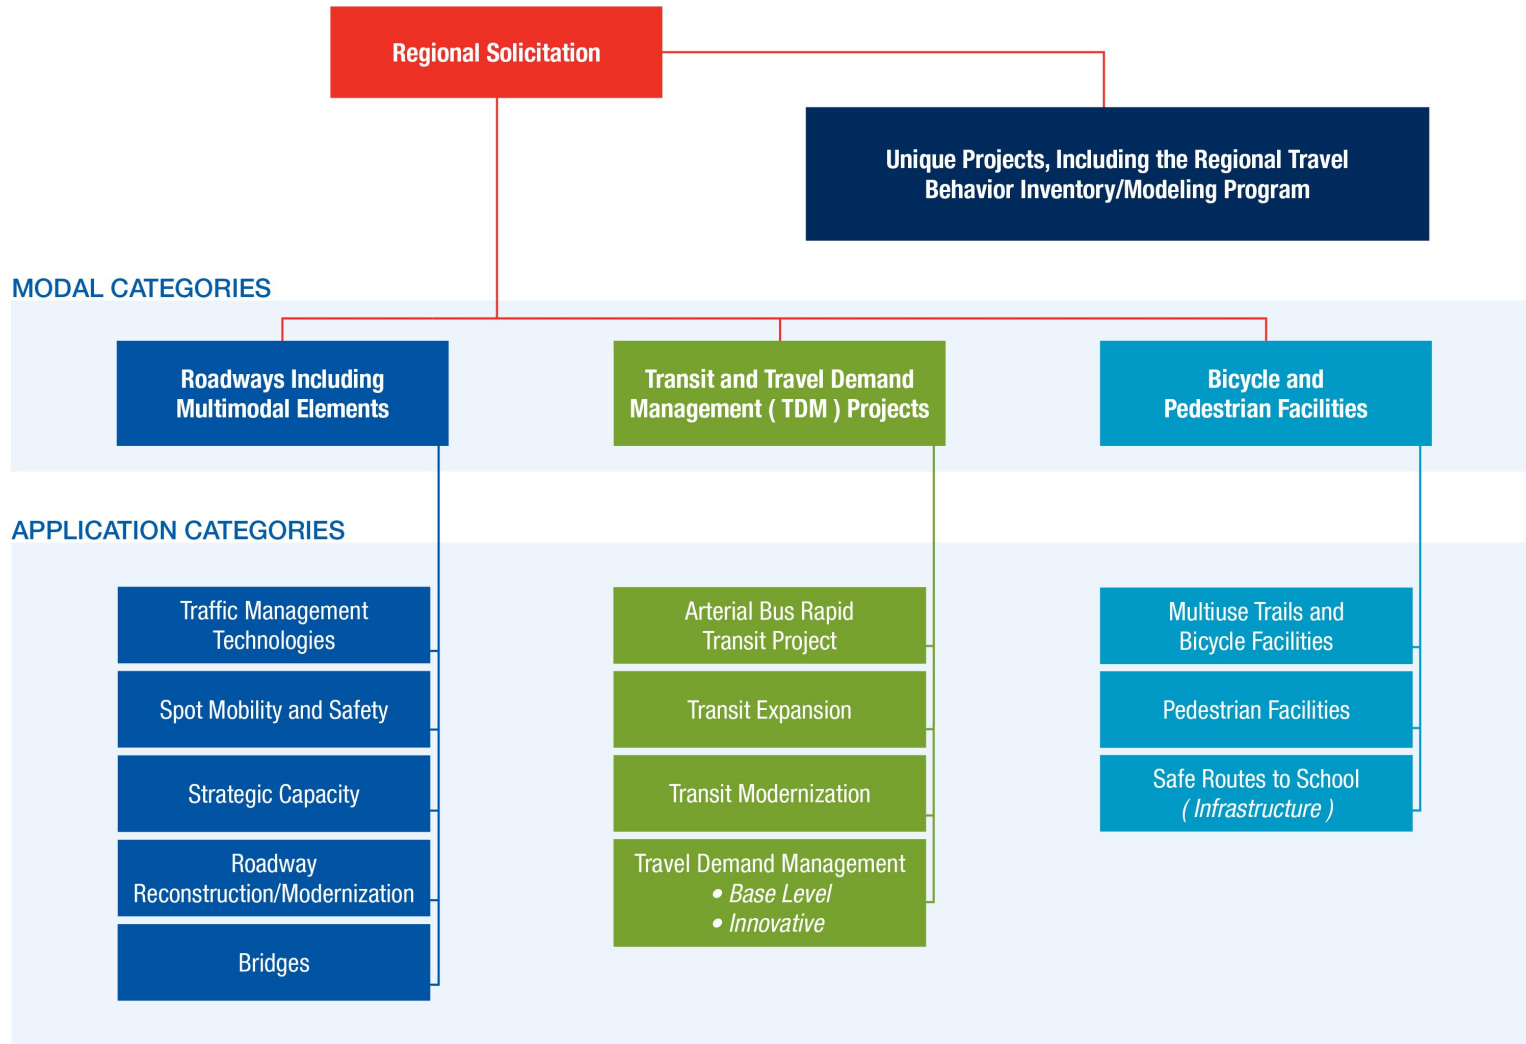 Regional Solicitation
Unique Projects, Including the Regional Travel
Behavior Inventory/Modeling Program
MODAL CATEGORIES
Roadways Including
Multimodal Elements
Transit and Travel Demand
Management ( TDM ) Projects
Bicycle and
Pedestrian Facilities
APPLICATION CATEGORIES
Traffic Management
Technologies
Spot Mobility and Safety
Strategic Capacity
Roadway
Reconstruction/Modernization
Bridges
Arterial Bus Rapid
Transit Project
Transit Expansion
Transit Modernization
Travel Demand Management
• Base Level
• Innovative
Multiuse Trails and
Bicycle Facilities
Pedestrian Facilities
Safe Routes to School
( Infrastructure )